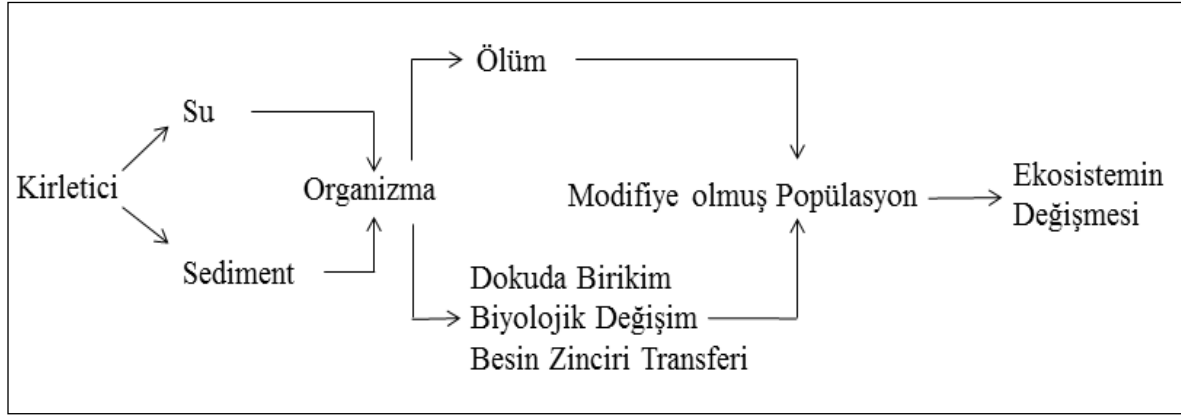 Kirletici
Su
Sediment
Organizma
Ölüm
Dokuda Birikim
Biyolojik Değişim
Besin Zinciri Transferi
Modifiye olmuş Popülasyon
Ekosistemin
Değişmesi